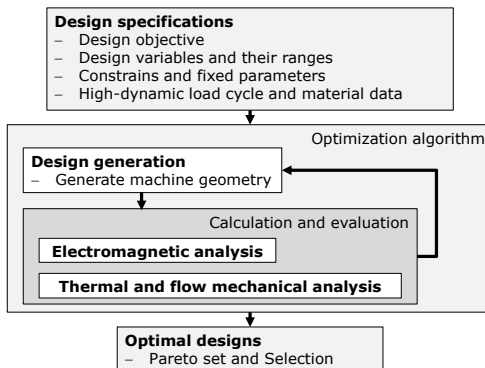 Design specifications
– Design objective
– Design variables and their ranges
– Constrains and fixed parameters
– High-dynamic load cycle and material data
Optimization algorithm
Design generation
– Generate machine geometry
Calculation and evaluation
Electromagnetic analysis
Thermal and flow mechanical analysis
Optimal designs
– Pareto set and Selection